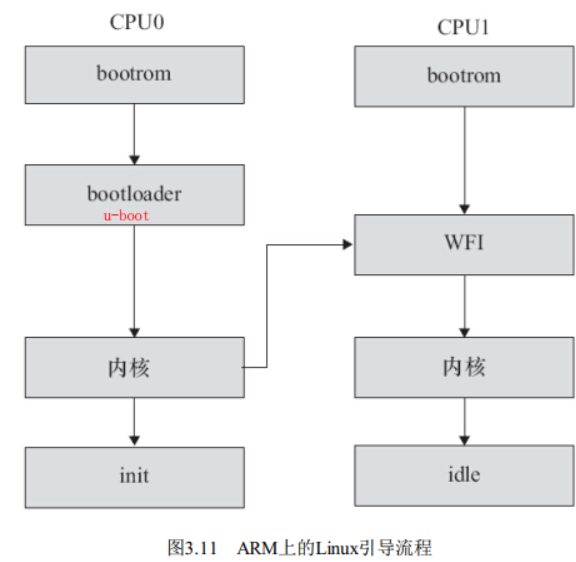 CPU0
bootrom
bootloader
u-boot
内核
init
CPU1
bootrom
WFI
内核
idle
图3.11 ARM上的Linux引导流程